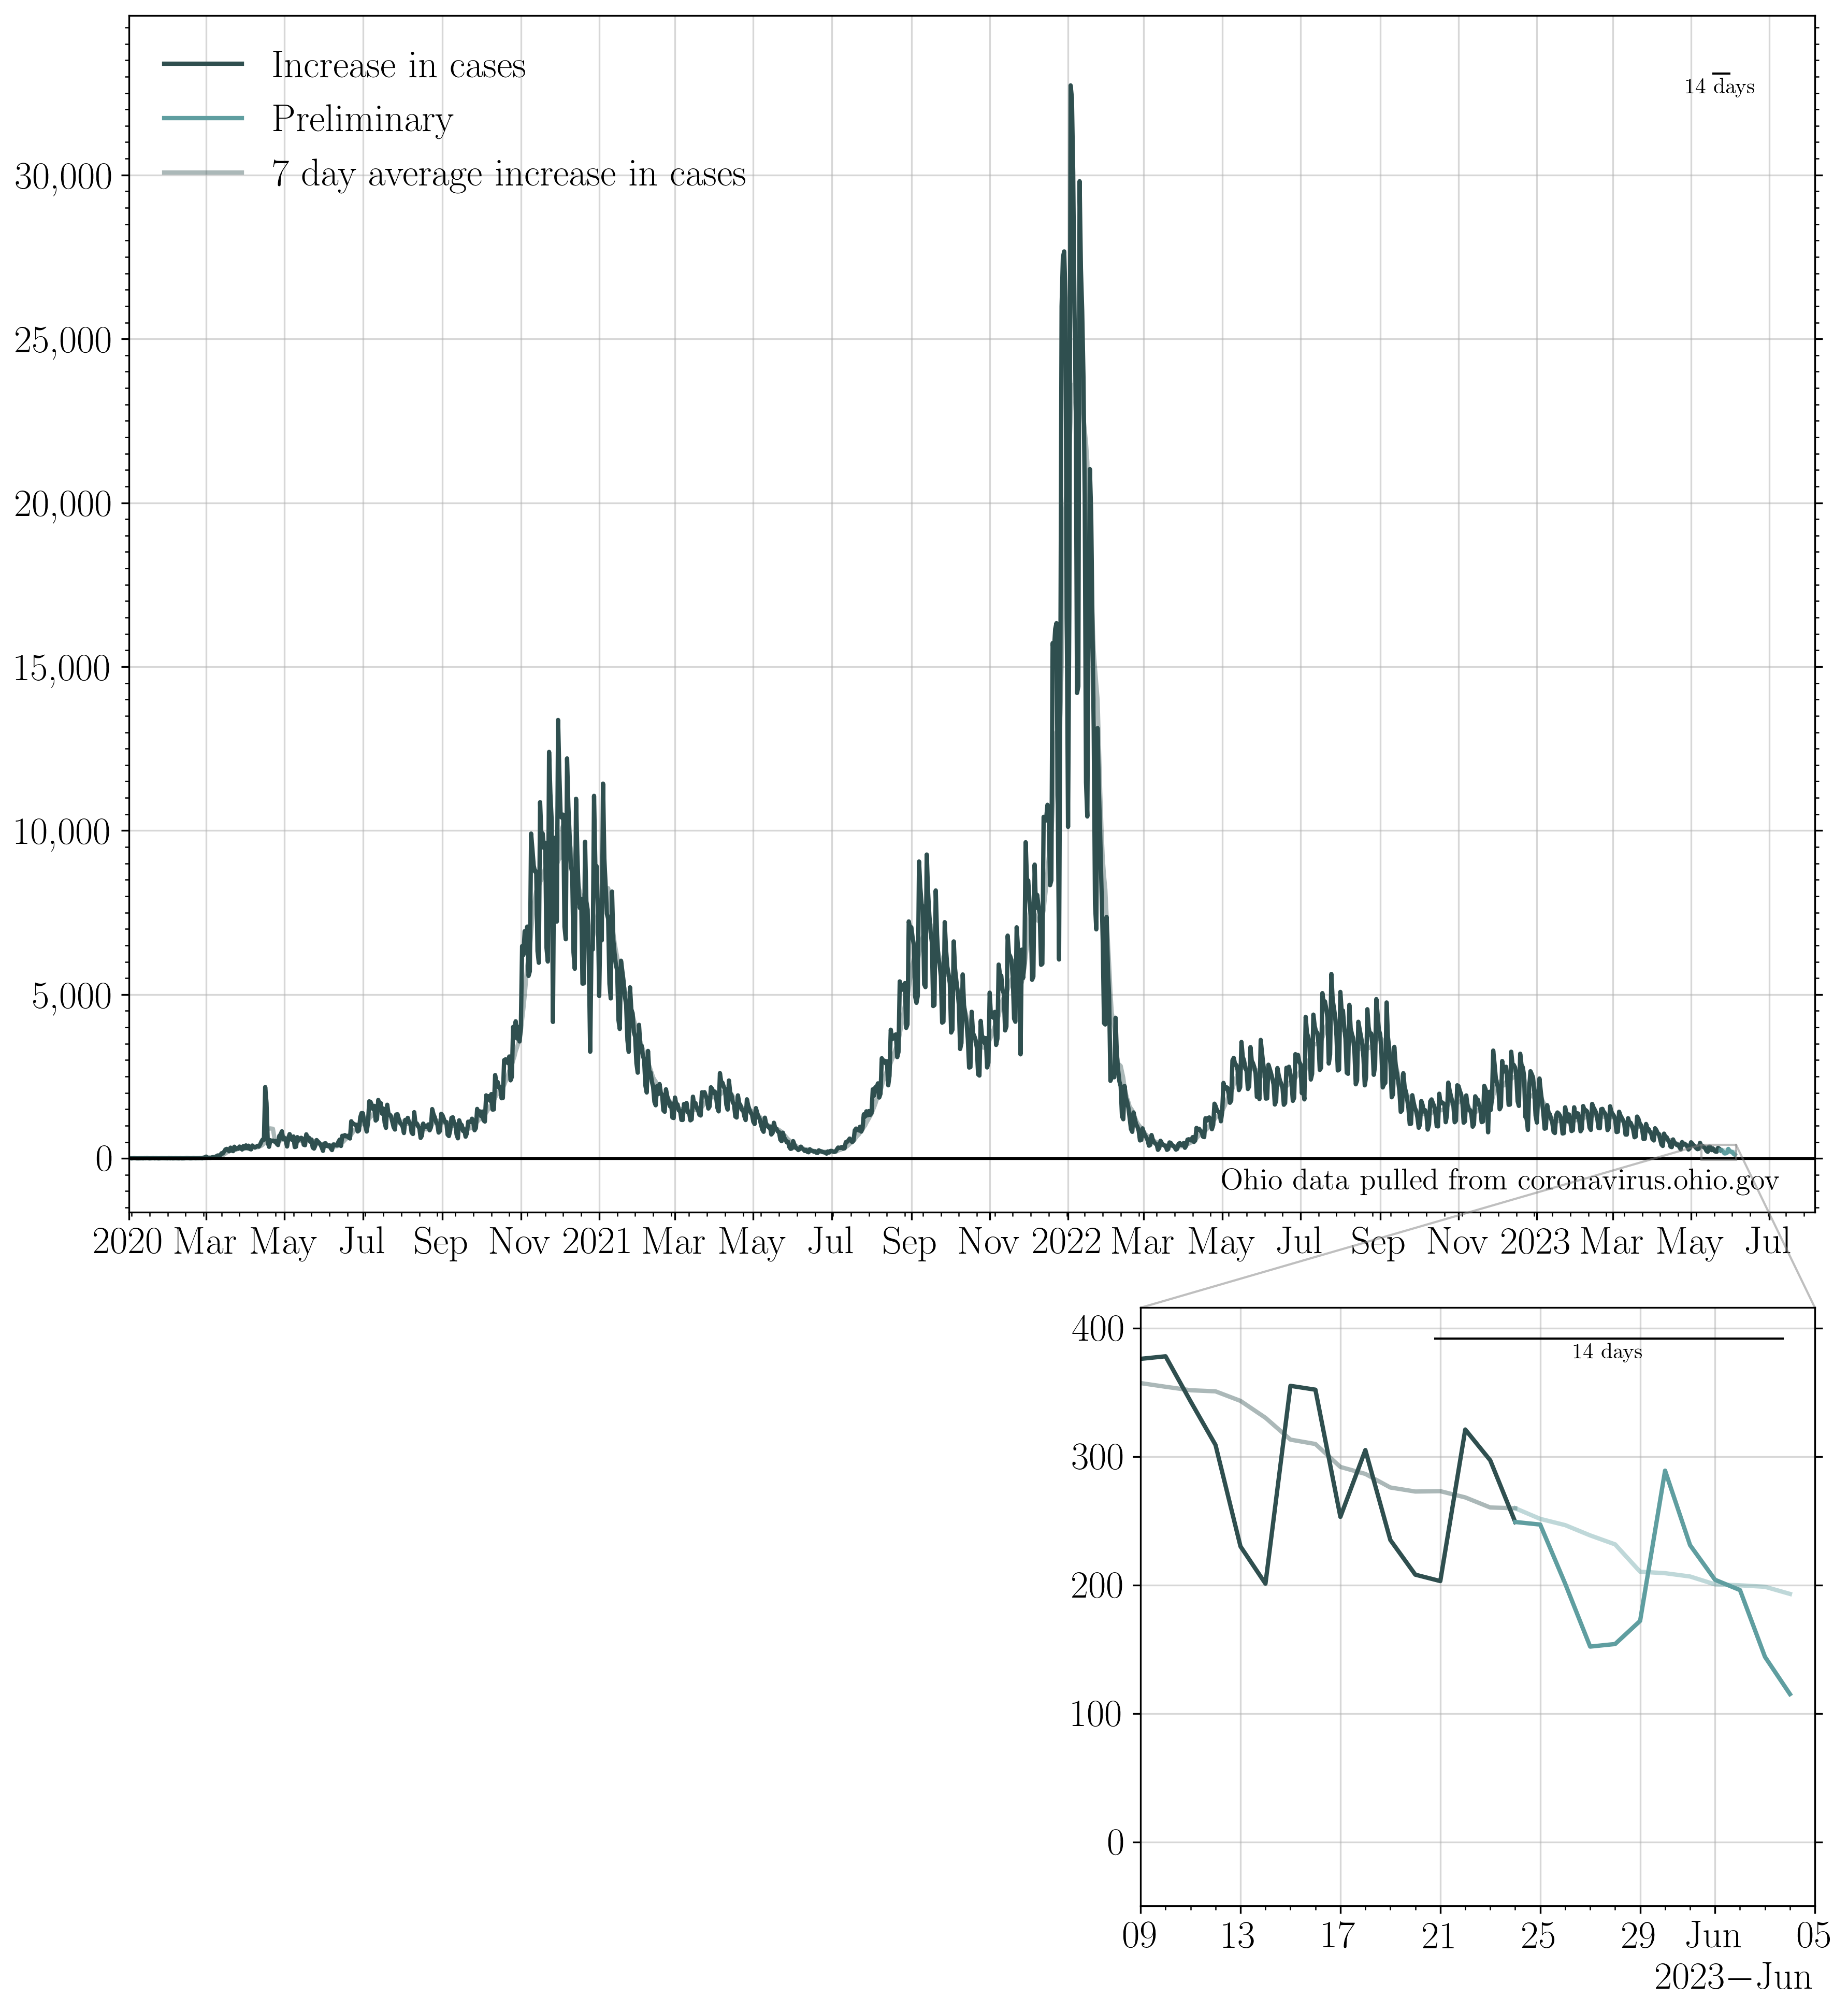 Increase in cases
Preliminary
7 day average increase in cases
14 days
30,000
25,000
20,000
15,000
10,000
5,000
0
Ohio data pulled from coronavirus.ohio.gov
2020 Mar May Jul Sep Nov 2021 Mar May Jul Sep Nov 2022 Mar May Jul Sep Nov 2023 Mar May Jul
400
14 days
300
200
100
0
09 13 17 21 25 29 Jun 05
2023−Jun